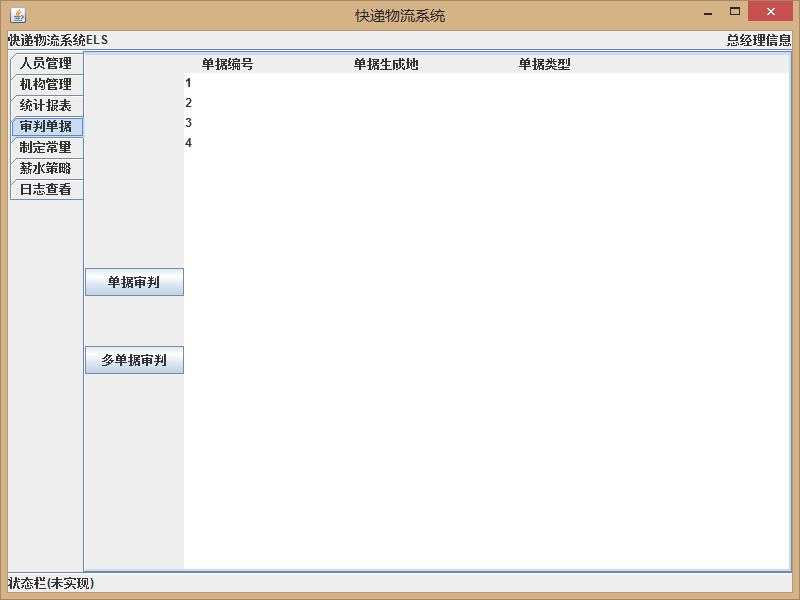 快递物流系统
快递物流系统ELS 总经理信息
人员管理
机构管理
统计报表
审判单据
制定常量
薪水策略
日志查看
单据编号 单据生成地 单据类型
1
2
3
4
单据审判
多单据审判
状态栏(未实现)